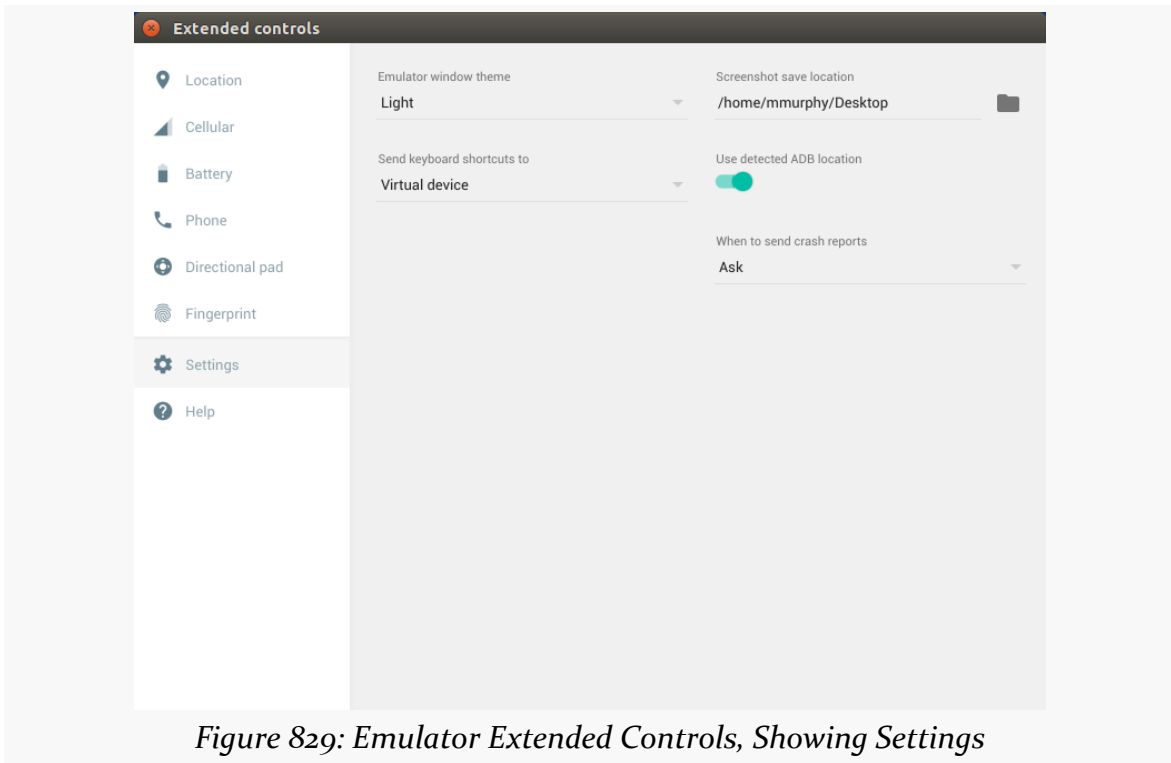 Extended controls
Location
Cellular
Battery
Phone
Directional pad
Fingerprint
Settings
Help
Emulator window theme
Light
Send keyboard shortcuts to
Virtual device
Screenshot save location
/home/mmurphy/Desktop
Use detected ADB location
When to send crash reports
Ask
Figure 829: Emulator Extended Controls, Showing Settings